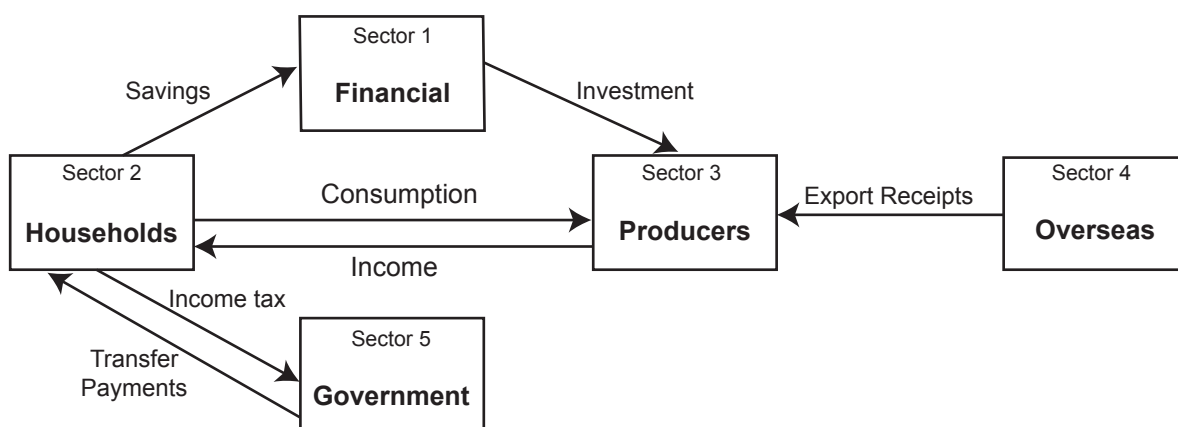 Sector 1
Financial
Savings
Investment
Sector 2
Households
Consumption
Income
Sector 3
Producers
Export Receipts
Sector 4
Overseas
Income tax
Transfer
Payments
Sector 5
Government